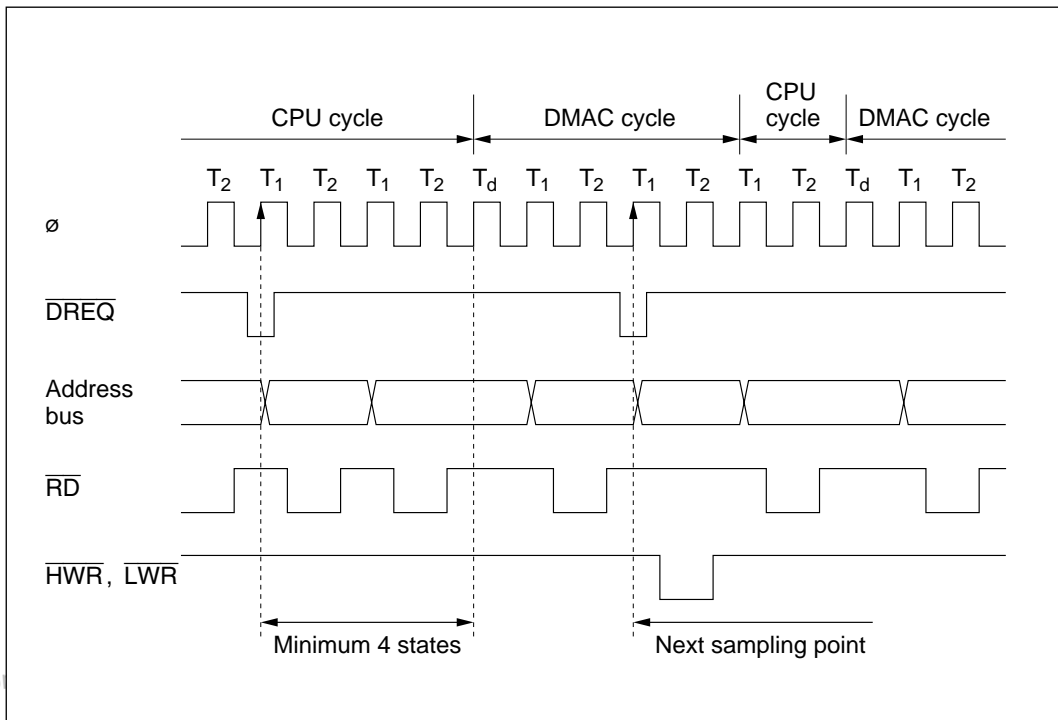 CPU cycle DMAC cycle CPU cycle DMAC cycle
T2 T1 T2 T1 T2 Td T1 T2 T1 T2 T1 T2 Td T1 T2
ø
DREQ
Address
bus
RD
HWR, LWR
Minimum 4 states Next sampling point